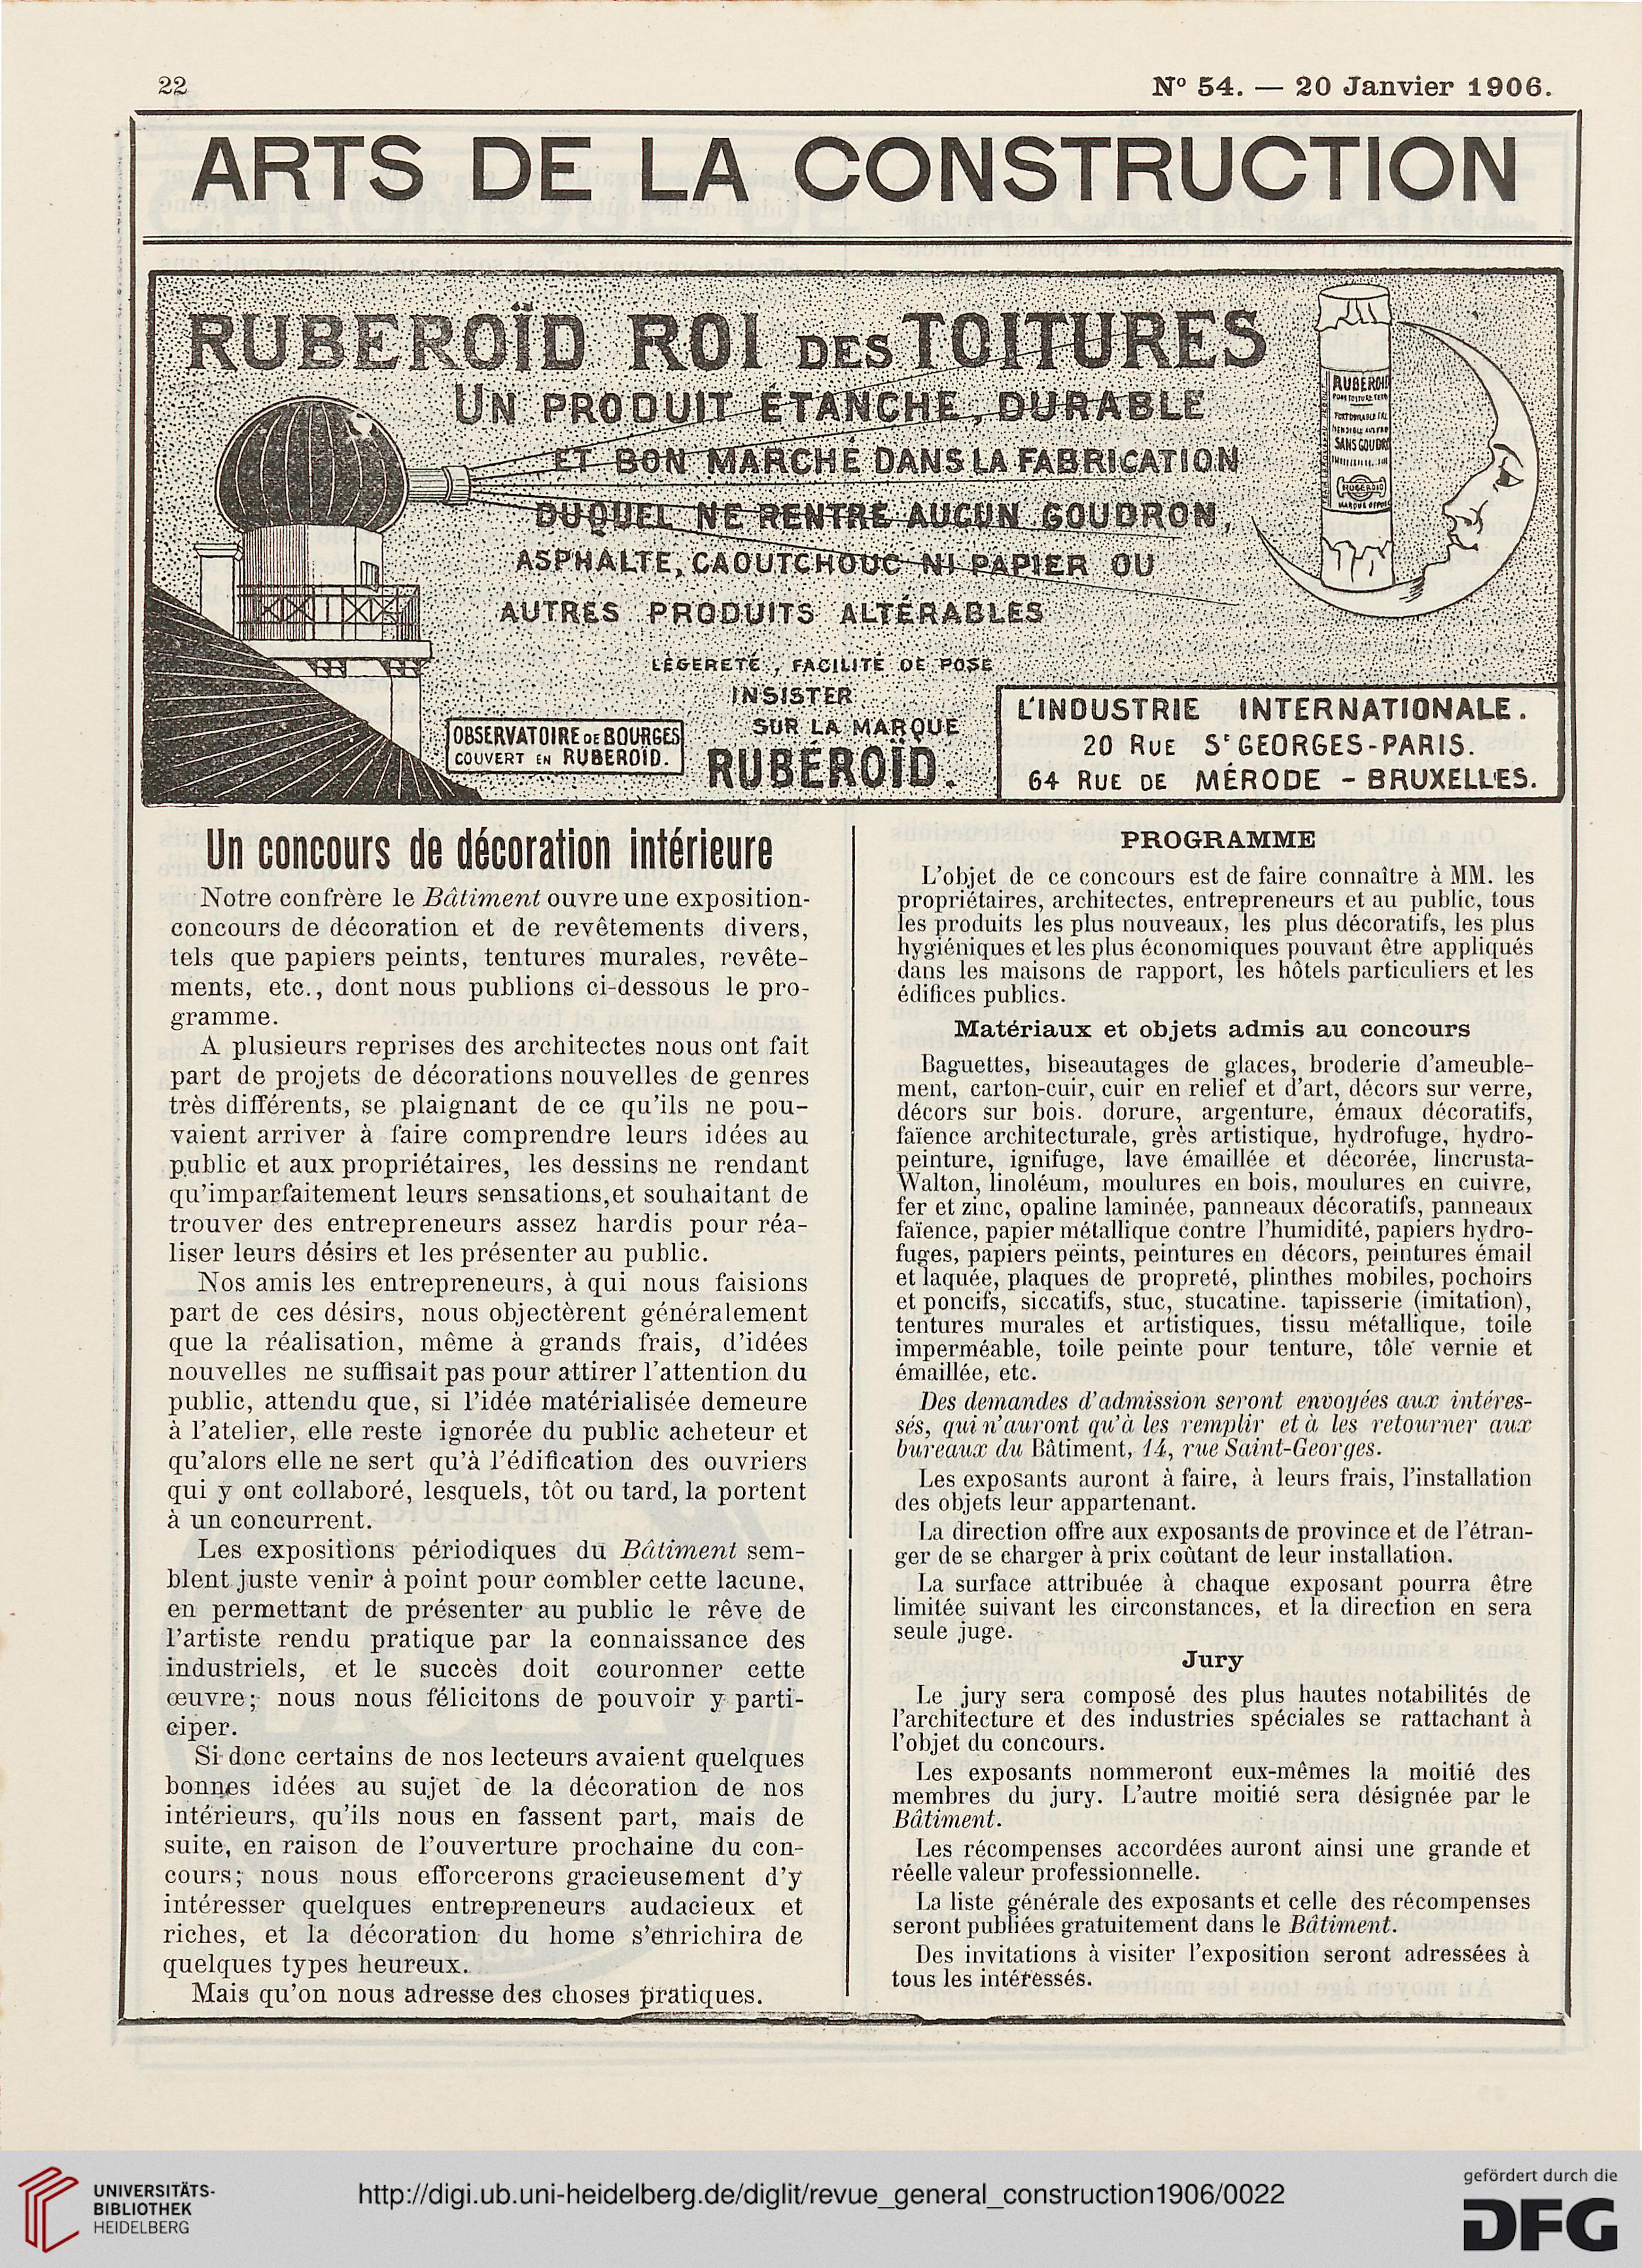 22
N° 54. — 20 Janvier 1906.
ARTS DE LA CONSTRUCTION
RUBEROÏD ROI DES TOITURES
UN PRODUIT ÉTANCHE, DURABLE
ET BON MARCHÉ DANS LA FABRICATION
DUQUEL NE RENTRE AUCUN GOUDRON,
ASPHALTE, CAOUTCHOUC NI PAPIER OU
AUTRES PRODUITS ALTÉRABLES
LÉGERETÉ, FACILITÉ DE POSE
INSISTER
SUR LA MARQUE
RUBEROÏD.
RUBEROID
SANS GOUDRON
RUBEROID
OBSERVATOIRE DE BOURGES
COUVERT EN RUBEROÏD.
L'INDUSTRIE INTERNATIONALE.
20 RUE St GEORGES-PARIS.
64 RUE DE MÉRODE - BRUXELLES.
Un concours de décoration intérieure
Notre confrère le Bâtiment ouvre une exposition-
concours de décoration et de revêtements divers,
tels que papiers peints, tentures murales, revête-
ments, etc., dont nous publions ci-dessous le pro-
gramme.
A plusieurs reprises des architectes nous ont fait
part de projets de décorations nouvelles de genres
très différents, se plaignant de ce qu'ils ne pou-
vaient arriver à faire comprendre leurs idées au
public et aux propriétaires, les dessins ne rendant
qu'imparfaitement leurs sensations,et souhaitant de
trouver des entrepreneurs assez hardis pour réa-
liser leurs désirs et les présenter au public.
Nos amis les entrepreneurs, à qui nous faisions
part de ces désirs, nous objectèrent généralement
que la réalisation, même à grands frais, d'idées
nouvelles ne suffisait pas pour attirer l'attention du
public, attendu que, si l'idée matérialisée demeure
à l'atelier, elle reste ignorée du public acheteur et
qu'alors elle ne sert qu'à l'édification des ouvriers
qui y ont collaboré, lesquels, tôt ou tard, la portent
à un concurrent.
Les expositions périodiques du Bâtiment sem-
blent juste venir à point pour combler cette lacune,
en permettant de présenter au public le rêve de
l'artiste rendu pratique par la connaissance des
industriels, et le succès doit couronner cette
œuvre; nous nous félicitons de pouvoir y parti-
ciper.
Si donc certains de nos lecteurs avaient quelques
bonnes idées au sujet de la décoration de nos
intérieurs, qu'ils nous en fassent part, mais de
suite, en raison de l'ouverture prochaine du con-
cours; nous nous efforcerons gracieusement d'y
intéresser quelques entrepreneurs audacieux et
riches, et la décoration du home s'enrichira de
quelques types heureux.
Mais qu'on nous adresse des choses pratiques.
PROGRAMME
L'objet de ce concours est de faire connaître à MM. les
propriétaires, architectes, entrepreneurs et au public, tous
les produits les plus nouveaux, les plus décoratifs, les plus
hygiéniques et les plus économiques pouvant être appliqués
dans les maisons de rapport, les hôtels particuliers et les
édifices publics.
Matériaux et objets admis au concours
Baguettes, biseautages de glaces, broderie d'ameuble-
ment, carton-cuir, cuir en relief et d'art, décors sur verre,
décors sur bois. dorure, argenture, émaux décoratifs,
faïence architecturale, grès artistique, hydrofuge, hydro-
peinture, ignifuge, lave émaillée et décorée, lincrusta-
Walton, linoléum, moulures en bois, moulures en cuivre,
fer et zinc, opaline laminée, panneaux décoratifs, panneaux
faïence, papier métallique contre l'humidité, papiers hydro-
fuges, papiers peints, peintures en décors, peintures émail
et laquée, plaques de propreté, plinthes mobiles, pochoirs
et poncifs, siccatifs, stuc, stucatine. tapisserie (imitation),
tentures murales et artistiques, tissu métallique, toile
imperméable, toile peinte pour tenture, tôle vernie et
émaillée, etc.
Des demandes d'admission seront envoyées aux intéres-
sés, qui n'auront qu'à les remplir et à les retourner aux
bureaux du Bâtiment, 14, rue Saint-Georges.
Les exposants auront à faire, à leurs frais, l'installation
des objets leur appartenant.
La direction offre aux exposants de province et de l'étran-
ger de se charger à prix coûtant de leur installation.
La surface attribuée à chaque exposant pourra être
limitée suivant les circonstances, et la direction en sera
seule juge.
Jury
Le jury sera composé des plus hautes notabilités de
l'architecture et des industries spéciales se rattachant à
l'objet du concours.
Les exposants nommeront eux-mêmes la moitié des
membres du jury. L'autre moitié sera désignée par le
Bâtiment.
Les récompenses accordées auront ainsi une grande et
réelle valeur professionnelle.
La liste générale des exposants et celle des récompenses
seront publiées gratuitement dans le Bâtiment.
Des invitations à visiter l'exposition seront adressées à
tous les intéressés.
UNIVERSITÄTS-
BIBLIOTHEK
HEIDELBERG
http://digi.ub.uni-heidelberg.de/diglit/revue_general_construction1906/0022
gefördert durch die
DFG